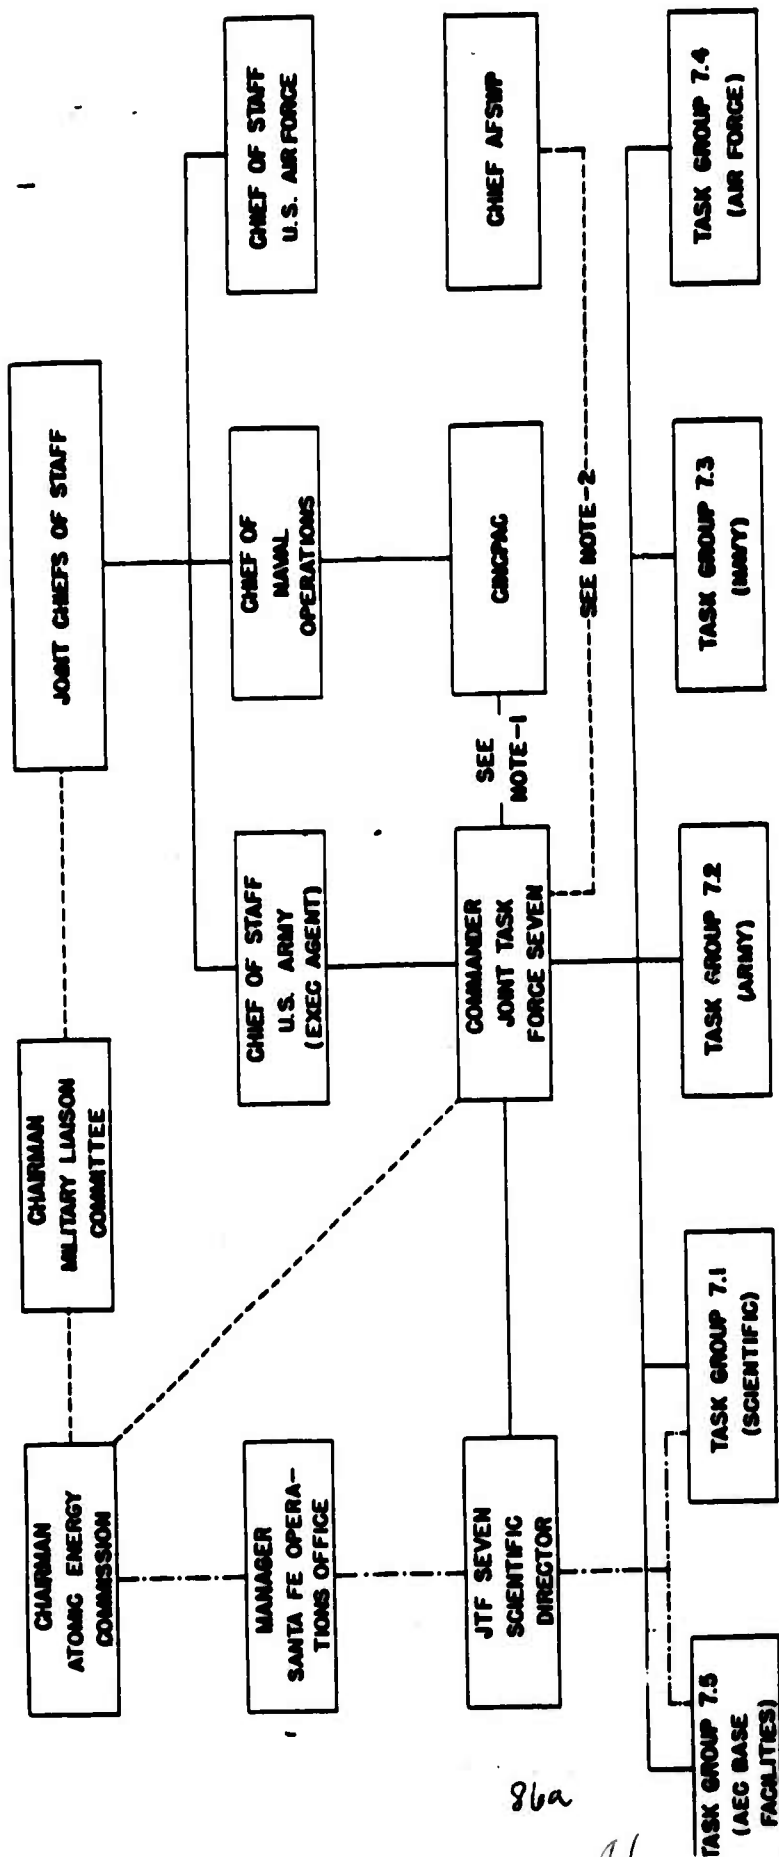 CHAIRMAN
ATOMIC ENERGY
COMMISSION
CHAIRMAN
MILITARY LIAISON
COMMITTEE
JOINT CHIEFS OF STAFF
MANAGER
SANTA FE OPERA-
TIONS OFFICE
CHIEF OF STAFF
U.S. ARMY
(EXEC AGENT)
CHIEF OF
NAVAL
OPERATIONS
CHIEF OF STAFF
U.S. AIR FORCE
JTF SEVEN
SCIENTIFIC
DIRECTOR
COMMANDER
JOINT TASK
FORCE SEVEN
SEE
NOTE-1
CINCPAC
CHIEF AFSWP
SEE NOTE-2
TASK GROUP 7.5
(AEC BASE
FACILITIES)
TASK GROUP 7.1
(SCIENTIFIC)
TASK GROUP 7.2
(ARMY)
TASK GROUP 7.3
(NAVY)
TASK GROUP 7.4
(AIR FORCE)
86a